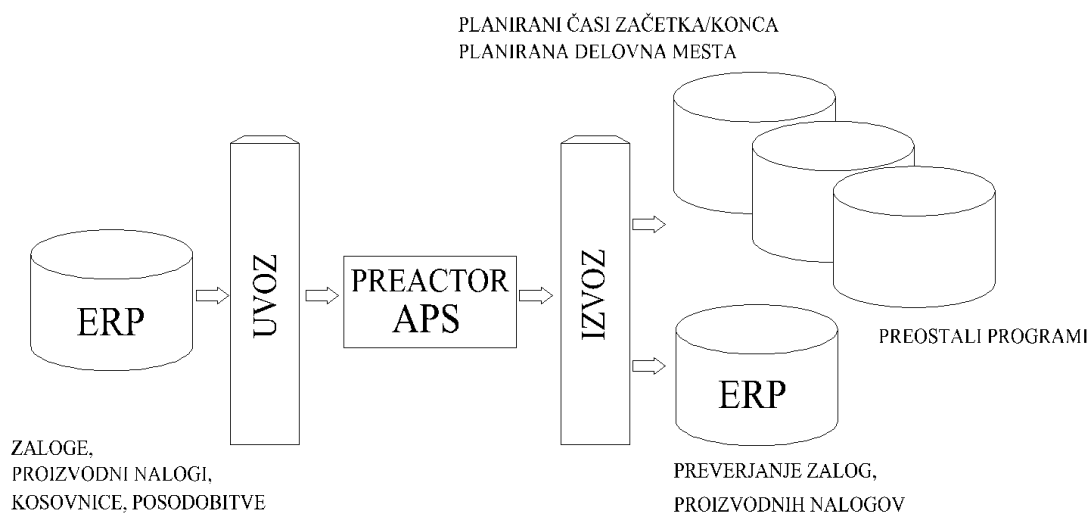 PLANIRANI ČASI ZAČETKA/KONCA
PLANIRANA DELOVNA MESTA
ERP
UVOZ
PREACTOR
APS
IZVOZ
ERP
PREOSTALI PROGRAMI
ZALOGE,
PROIZVODNI NALOGI,
KOSOVNICE, POSODOBITVE
PREVERJANJE ZALOG,
PROIZVODNIH NALOGOV